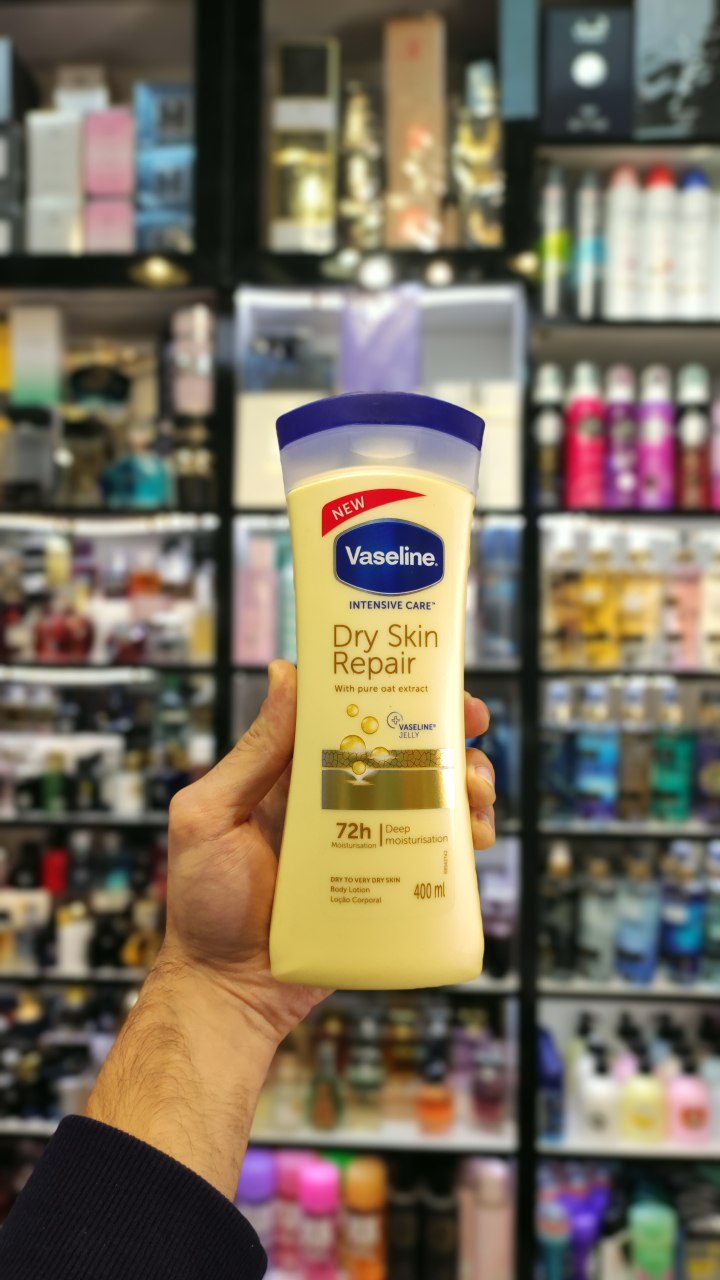 NEW
Vaseline®
INTENSIVE CARE™
Dry Skin
Repair
With pure oat extract
VASELINE®
JELLY
72h
Moisturisation
Deep
moisturisation
DRY TO VERY DRY SKIN
Body Lotion
Loção Corporal
400 ml